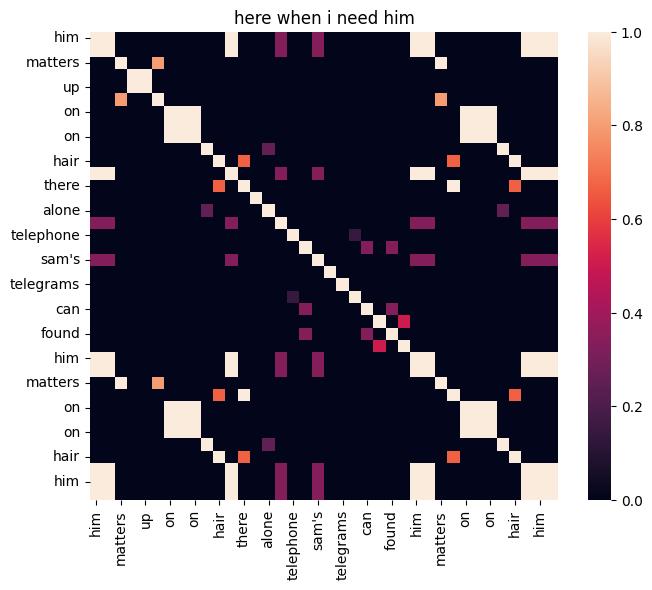 here when i need him
him
matters
up
on
on
hair
there
alone
telephone
sam's
telegrams
can
found
him
matters
on
on
hair
him
1.0
0.8
0.6
0.4
0.2
0.0
him
matters
up
on
on
hair
there
alone
telephone
sam's
telegrams
can
found
him
matters
on
on
hair
him